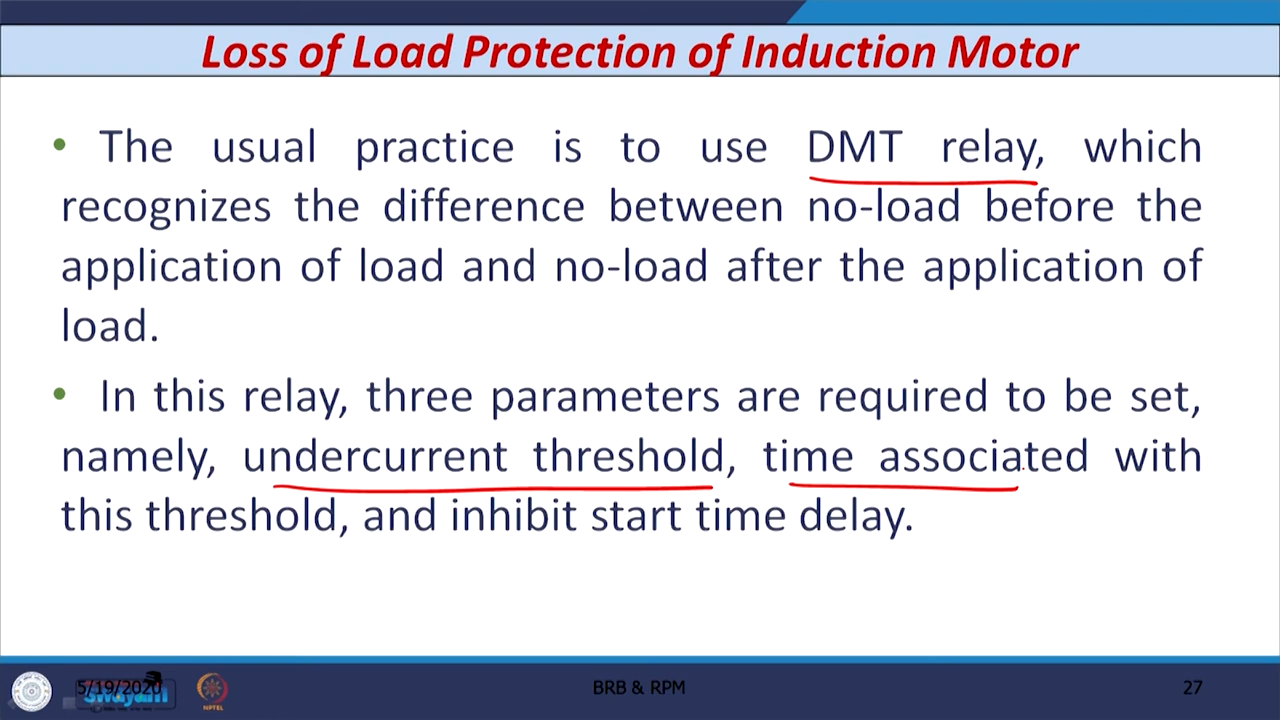 Loss of Load Protection of Induction Motor
• The usual practice is to use DMT relay, which
recognizes the difference between no-load before the
application of load and no-load after the application of
load.
• In this relay, three parameters are required to be set,
namely, undercurrent threshold, time associated with
this threshold, and inhibit start time delay.
5/19/2020
swayam
NPTEL
BRB & RPM
27